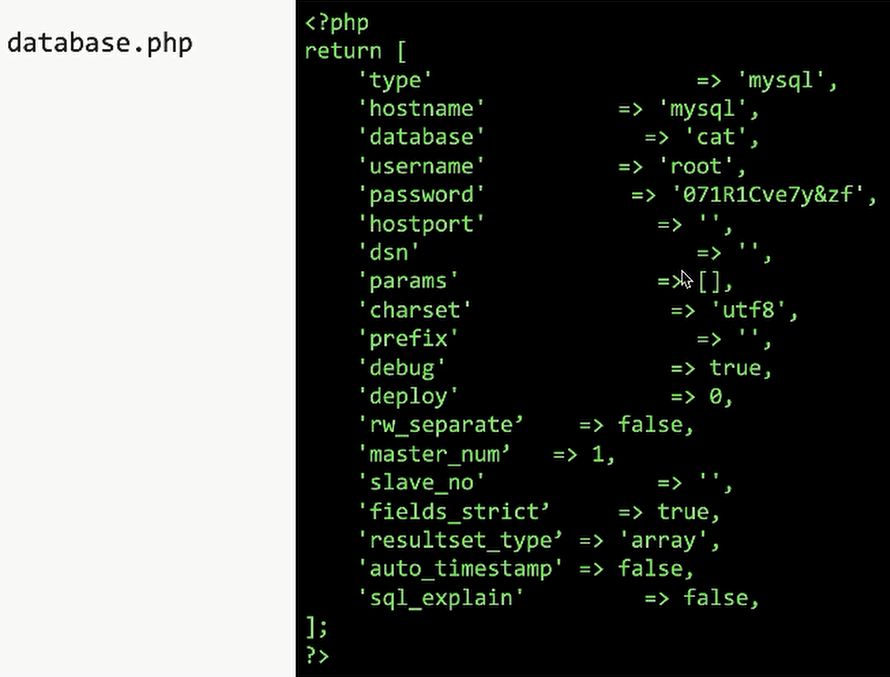 database.php
<?php
return [
    'type'                    => 'mysql',
    'hostname'          => 'mysql',
    'database'            => 'cat',
    'username'          => 'root',
    'password'           => '071R1Cve7y&zf',
    'hostport'             => '',
    'dsn'                     => '',
    'params'               => [],
    'charset'               => 'utf8',
    'prefix'                  => '',
    'debug'                 => true,
    'deploy'                => 0,
    'rw_separate’    => false,
    'master_num’   => 1,
    'slave_no'             => '',
    'fields_strict’     => true,
    'resultset_type’ => 'array',
    'auto_timestamp' => false,
    'sql_explain'         => false,
];
?>